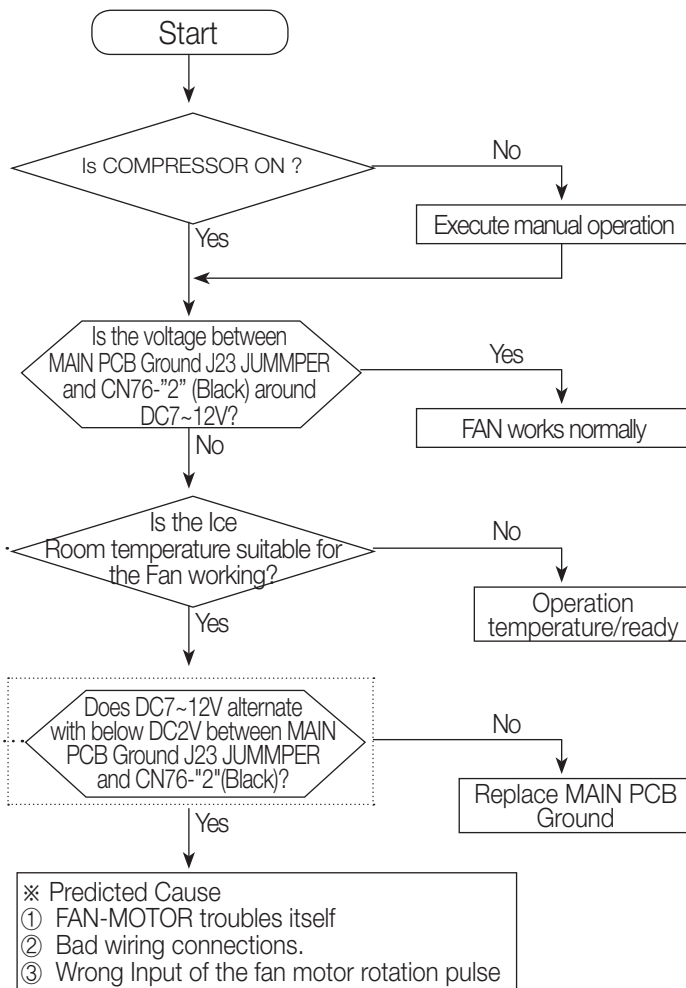 Start
Is COMPRESSOR ON ?
No
Execute manual operation
Yes
Is the voltage between
MAIN PCB Ground J23 JUMMPER
and CN76-”2” (Black) around
DC7~12V?
Yes
FAN works normally
No
Is the Ice
Room temperature suitable for
the Fan working?
No
Operation
temperature/ready
Yes
Does DC7~12V alternate
with below DC2V between MAIN
PCB Ground J23 JUMMPER
and CN76-"2"(Black)?
No
Replace MAIN PCB
Ground
Yes
※ Predicted Cause
① FAN-MOTOR troubles itself
② Bad wiring connections.
③ Wrong Input of the fan motor rotation pulse